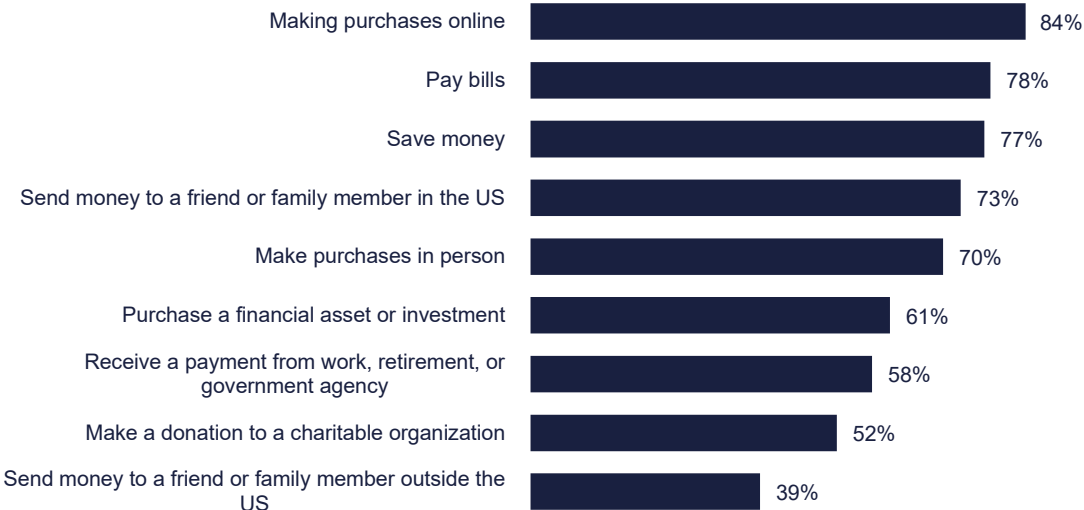 Making purchases online 84%
Pay bills 78%
Save money 77%
Send money to a friend or family member in the US 73%
Make purchases in person 70%
Purchase a financial asset or investment 61%
Receive a payment from work, retirement, or
government agency 58%
Make a donation to a charitable organization 52%
Send money to a friend or family member outside the
US 39%